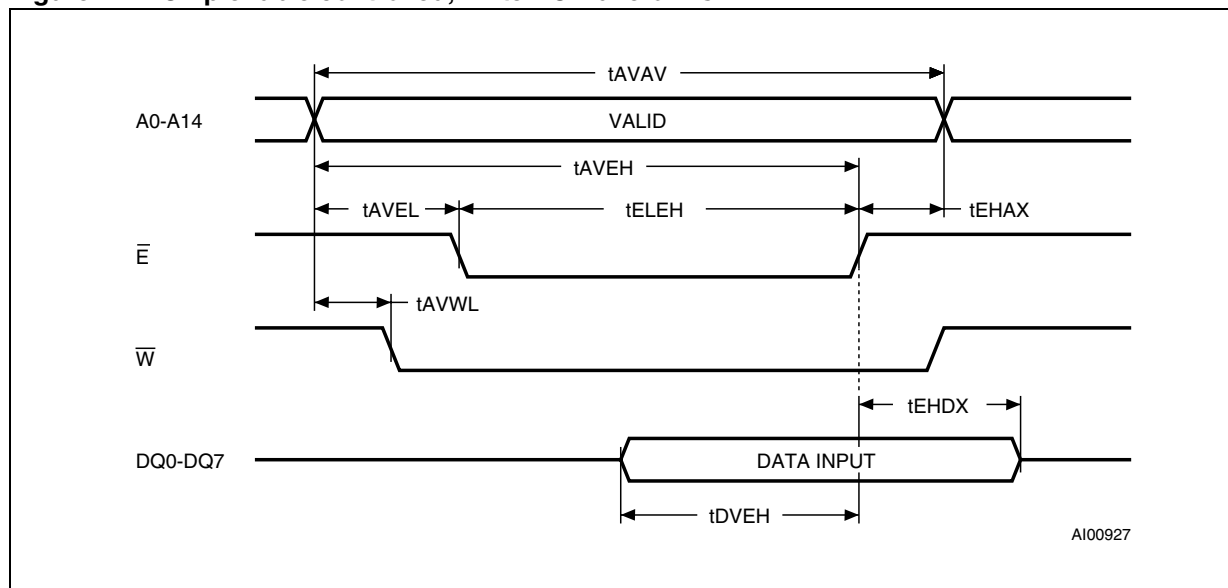 tAVAV
A0-A14
VALID
tAVEH
tAVEL
tELEH
tEHAX
E̅
tAVWL
W̅
tEHDX
DQ0-DQ7
DATA INPUT
tDVEH
AI00927